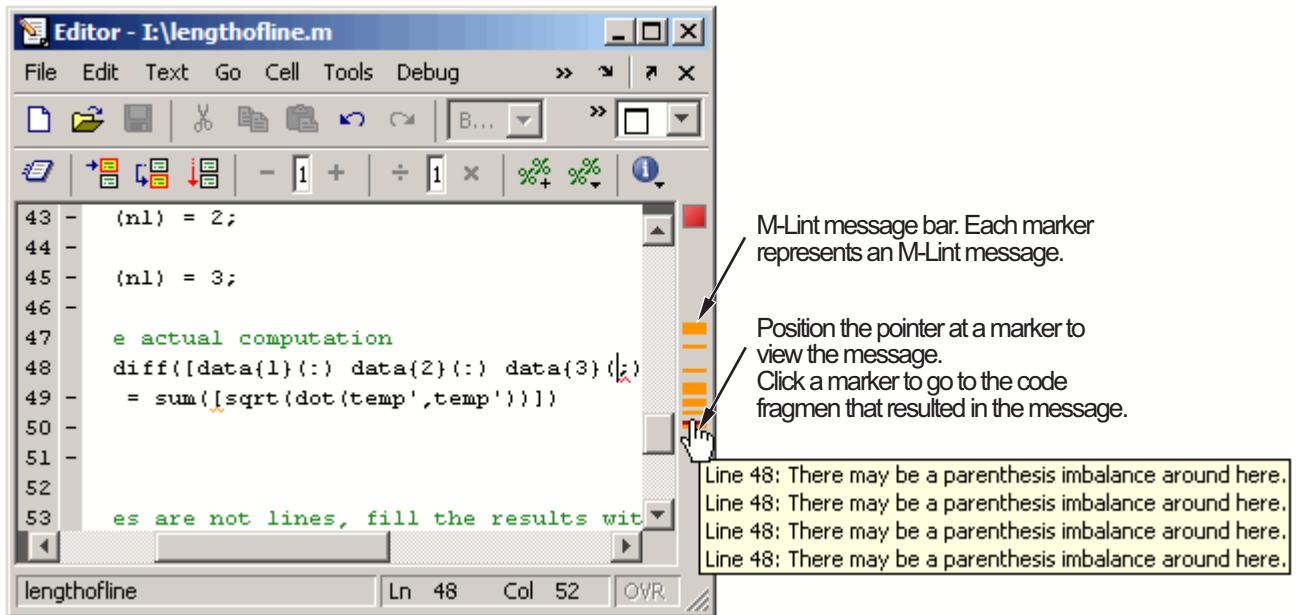 Editor - I:\lengthofline.m
File Edit Text Go Cell Tools Debug »
B... »
- 1 + ÷ 1 ×
43 - (nl) = 2;
44 -
45 - (nl) = 3;
46 -
47 e actual computation
48 diff([data{1}(:) data{2}(:) data{3}(;)
49 - = sum([sqrt(dot(temp',temp'))])
50 -
51 -
52
53 es are not lines, fill the results wit
lengthofline Ln 48 Col 52 OVR
M-Lint message bar. Each marker
represents an M-Lint message.
Position the pointer at a marker to
view the message.
Click a marker to go to the code
fragmen that resulted in the message.
Line 48: There may be a parenthesis imbalance around here.
Line 48: There may be a parenthesis imbalance around here.
Line 48: There may be a parenthesis imbalance around here.
Line 48: There may be a parenthesis imbalance around here.